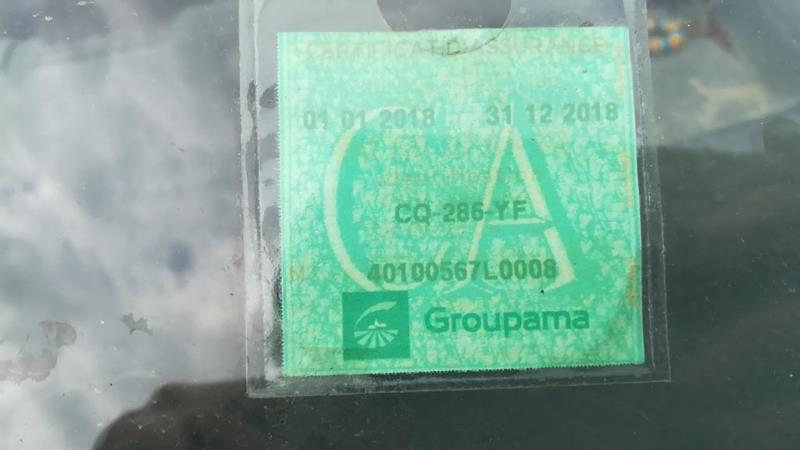 CERTIFICAT D'ASSURANCE
01 01 2018 31 12 2018
CQ-286-YF
40100567L0008
CA
Groupama